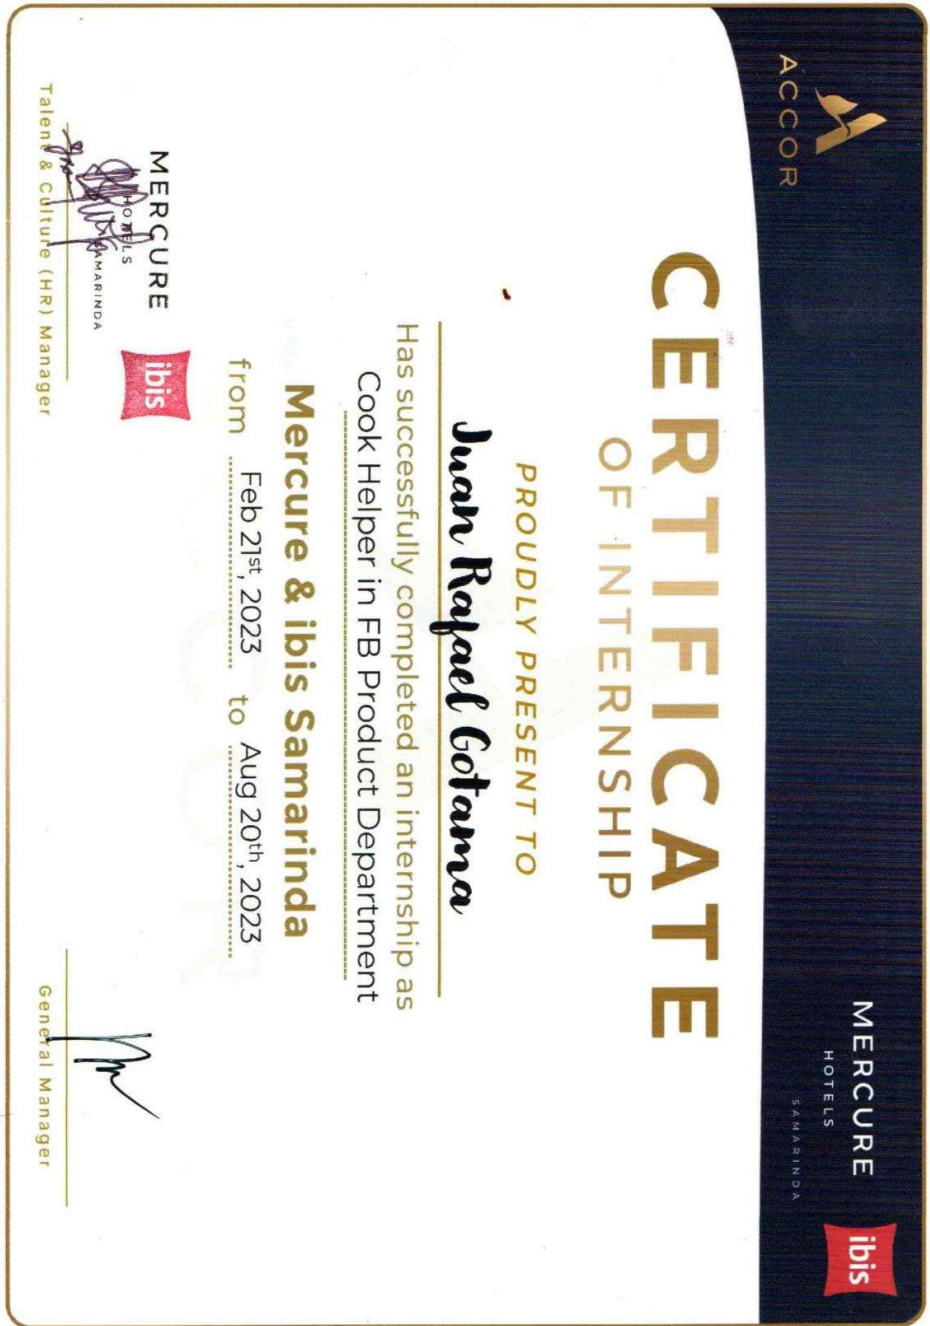 ACCOR
MERCURE
HOTELS
SAMARINDA
ibis
CERTIFICATE
OF INTERNSHIP
PROUDLY PRESENT TO
Juan Rafael Gotama
Has successfully completed an internship as
Cook Helper in FB Product Department
Mercure & ibis Samarinda
from Feb 21st, 2023 to Aug 20th, 2023
MERCURE
HOTELS
SAMARINDA
ibis
Talent & Culture (HR) Manager
General Manager